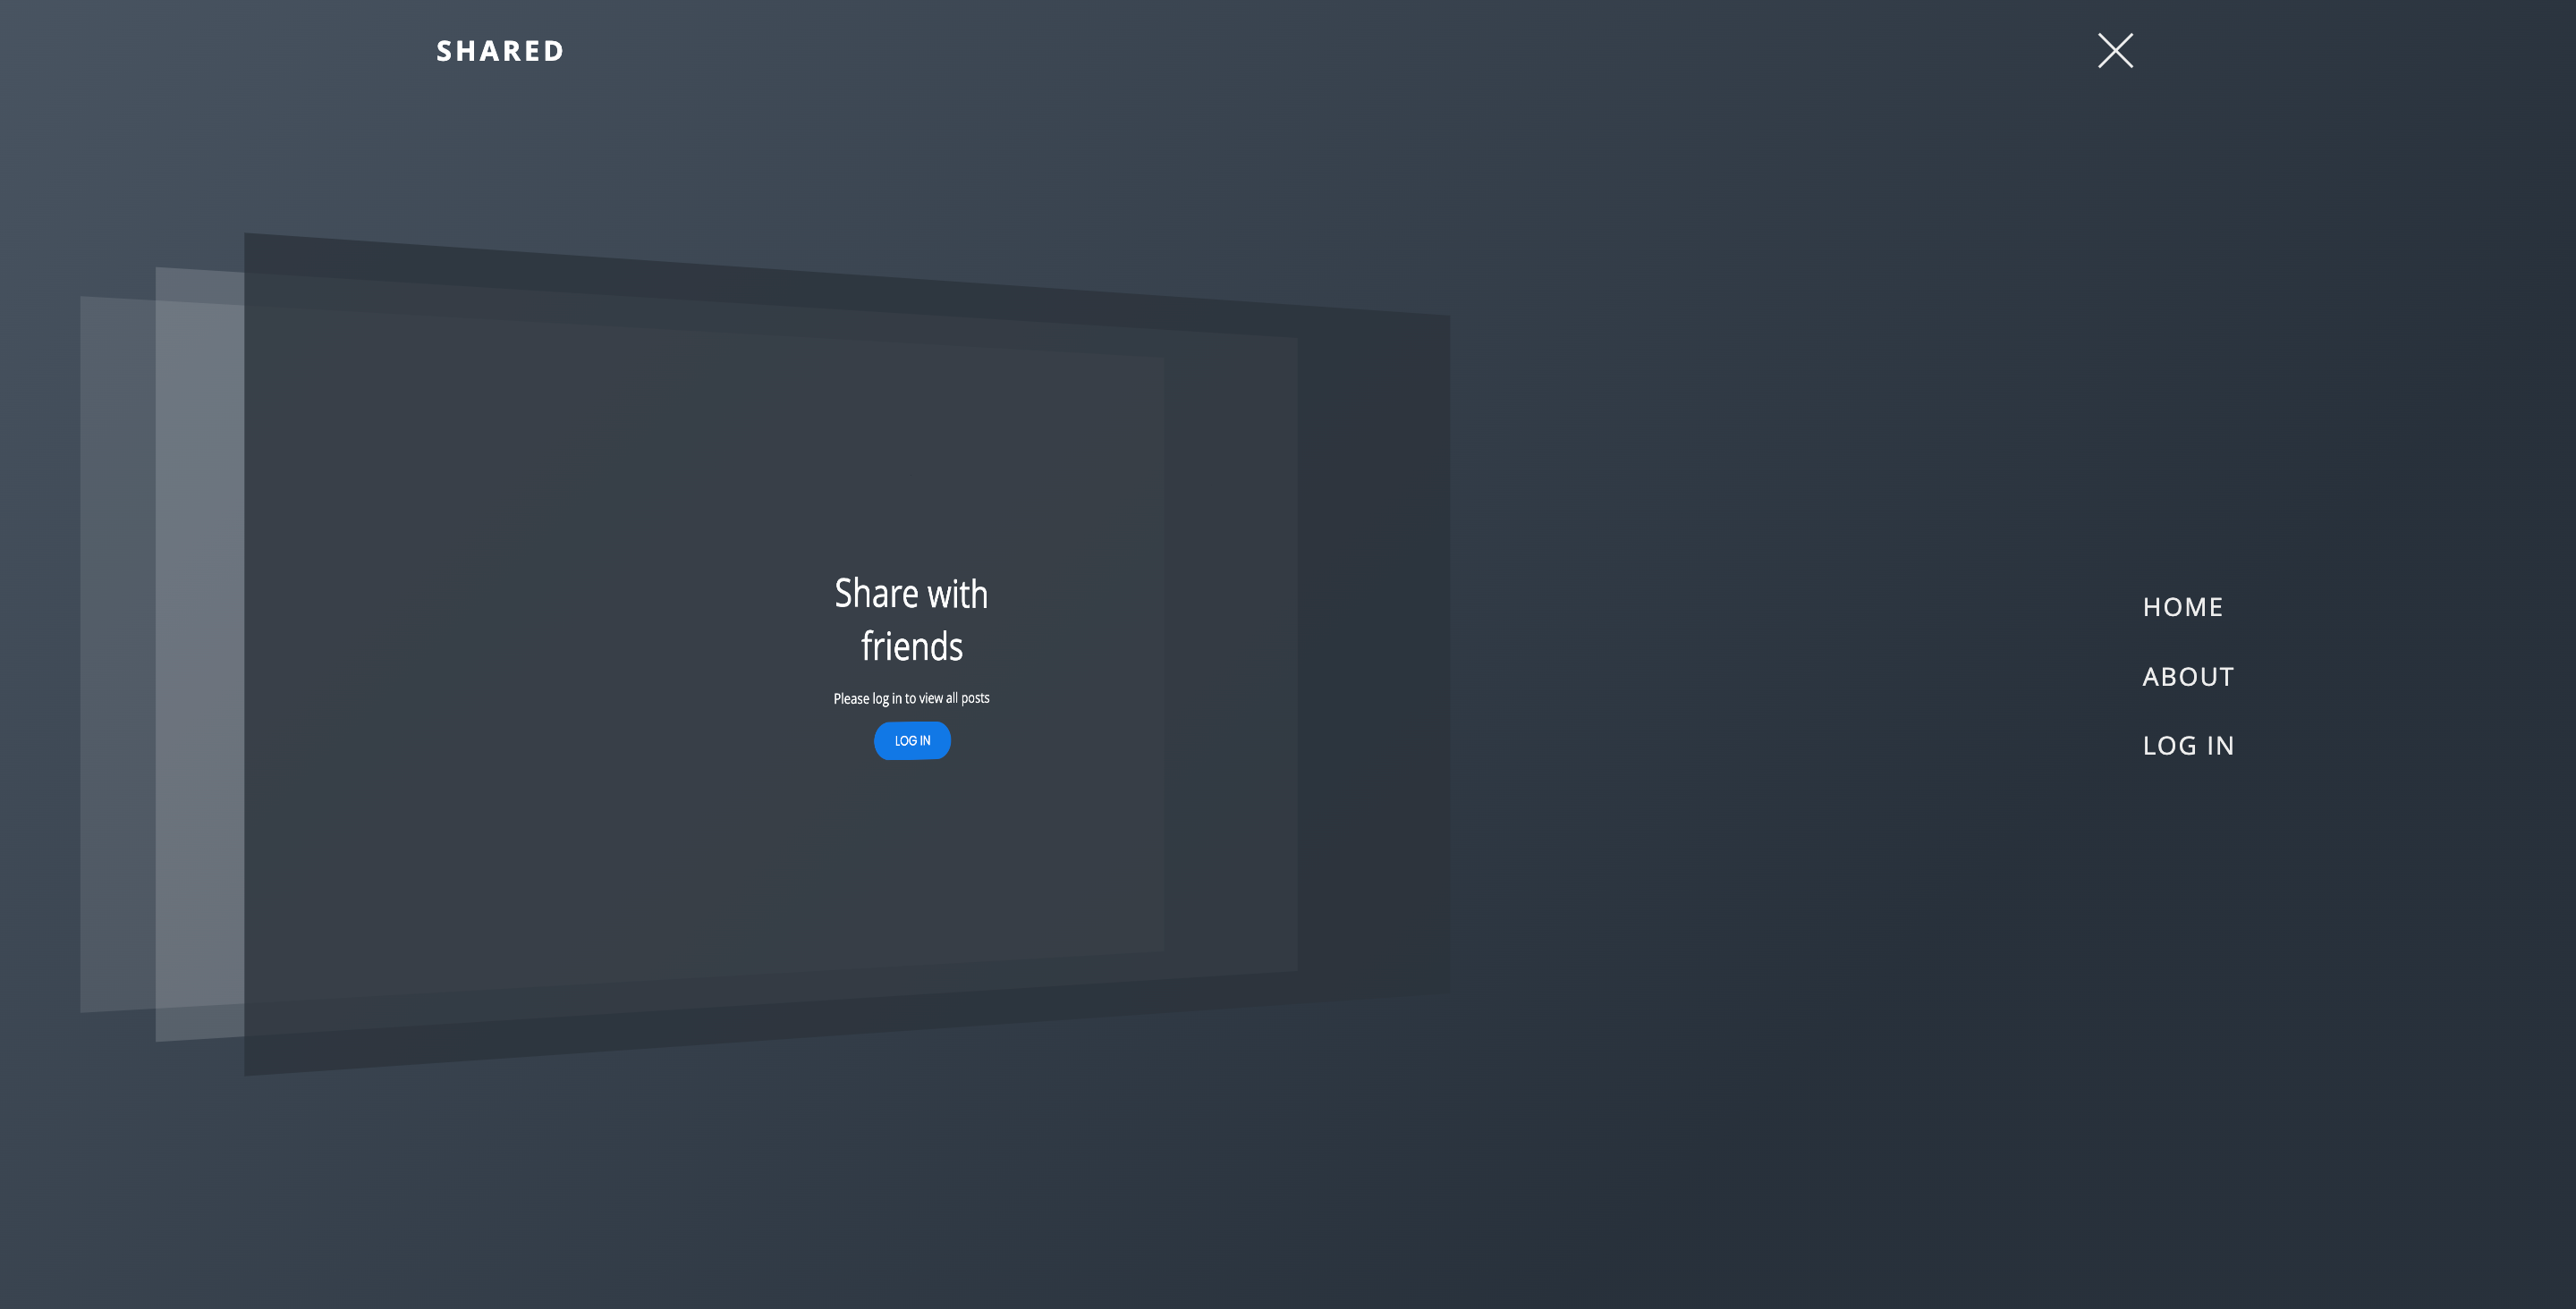 SHARED
Share with
friends
Please log in to view all posts
LOG IN
HOME
ABOUT
LOG IN